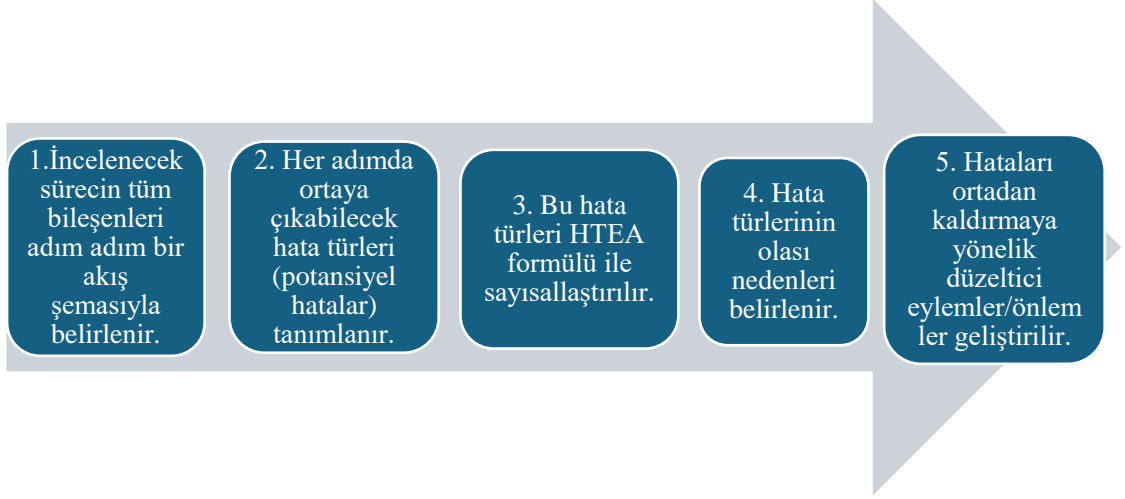 1.İncelenecek
sürecin tüm
bileşenleri
adım adım bir
akış
şemasıyla
belirlenir.
2. Her adımda
ortaya
çıkabilecek
hata türleri
(potansiyel
hatalar)
tanımlanır.
3. Bu hata
türleri HTEA
formülü ile
sayısallaştırılır.
4. Hata
türlerinin
olası
nedenleri
belirlenir.
5. Hataları
ortadan
kaldırmaya
yönelik
düzeltici
eylemler/önlem
ler geliştirilir.